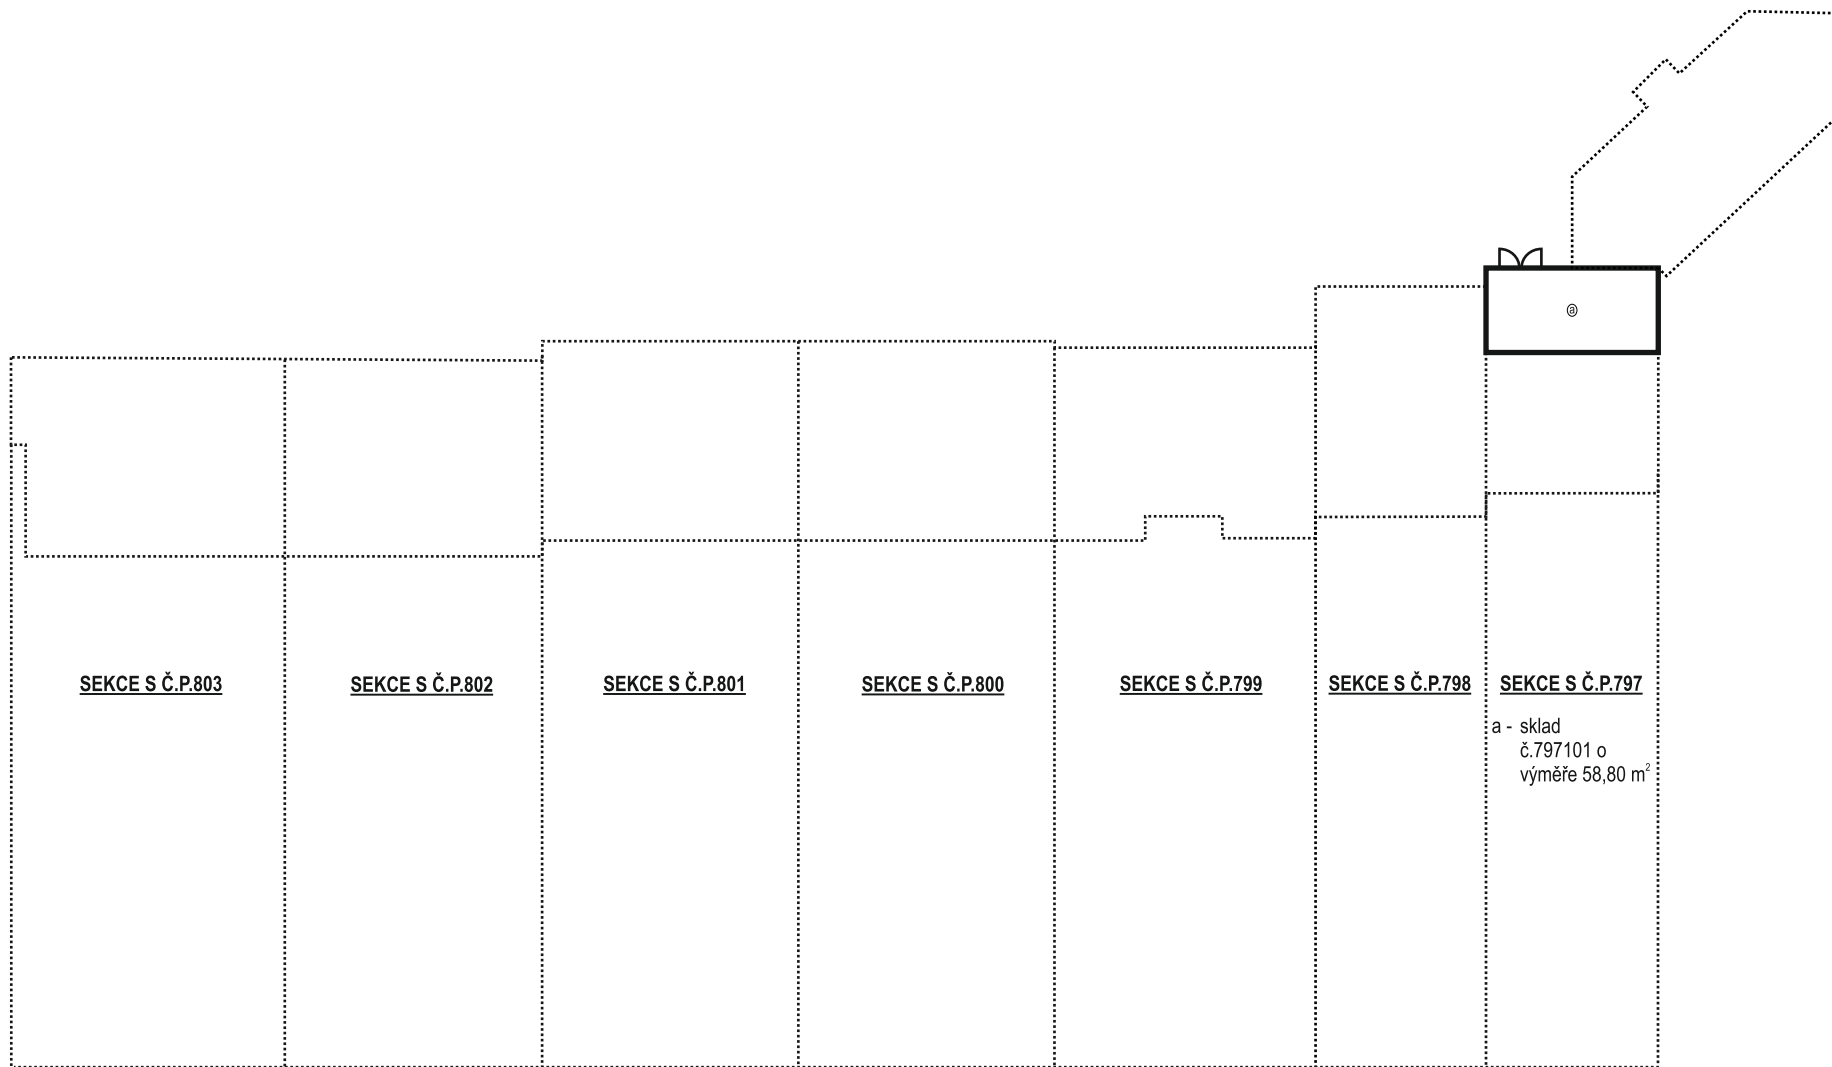 ⓐ
SEKCE S Č.P.803
SEKCE S Č.P.802
SEKCE S Č.P.801
SEKCE S Č.P.800
SEKCE S Č.P.799
SEKCE S Č.P.798
SEKCE S Č.P.797
a - sklad
č.797101 o
výměře 58,80 m²